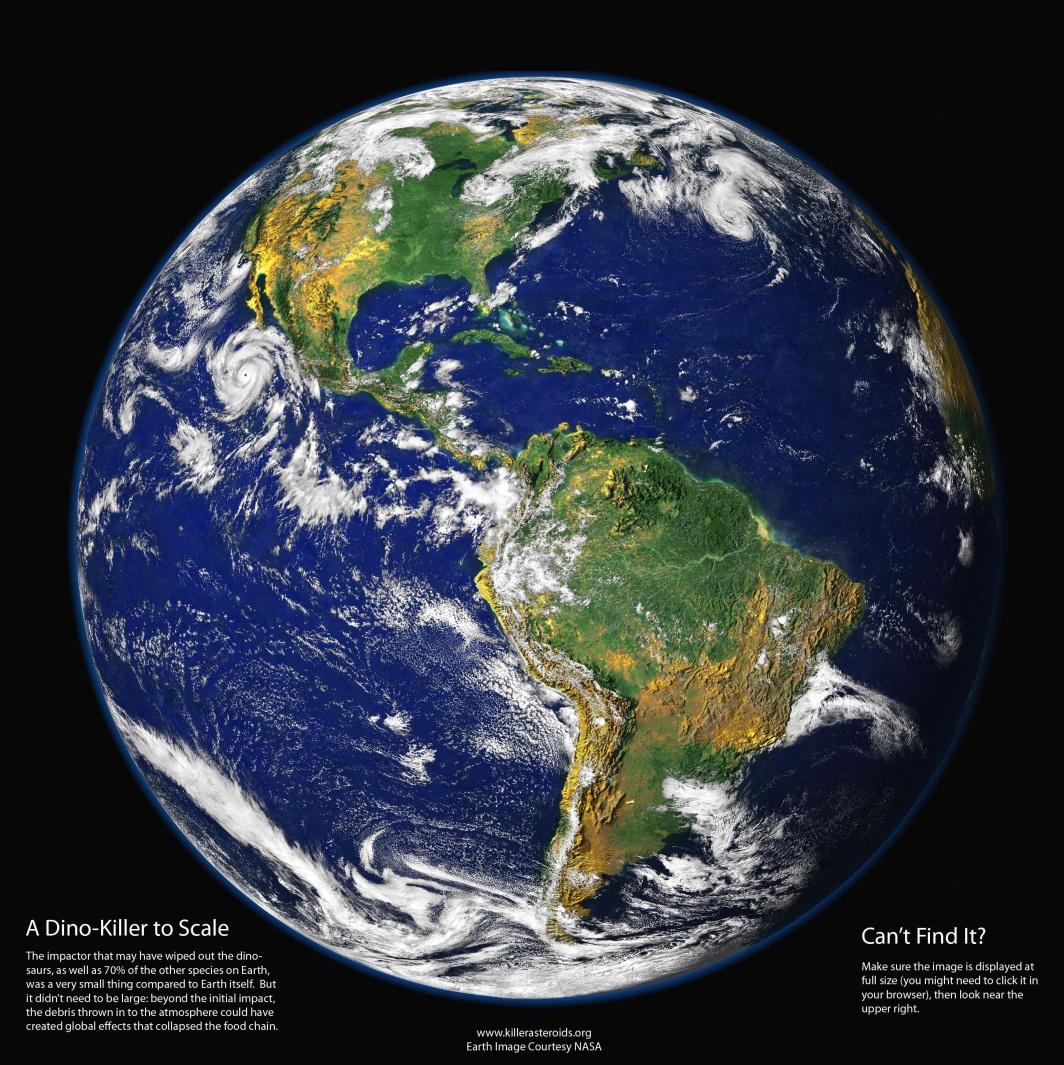 A Dino-Killer to Scale
The impactor that may have wiped out the dino-
saurs, as well as 70% of the other species on Earth,
was a very small thing compared to Earth itself.  But
it didn't need to be large: beyond the initial impact,
the debris thrown in to the atmosphere could have
created global effects that collapsed the food chain.
www.killerasteroids.org
Earth Image Courtesy NASA
Can't Find It?
Make sure the image is displayed at
full size (you might need to click it in
your browser), then look near the
upper right.